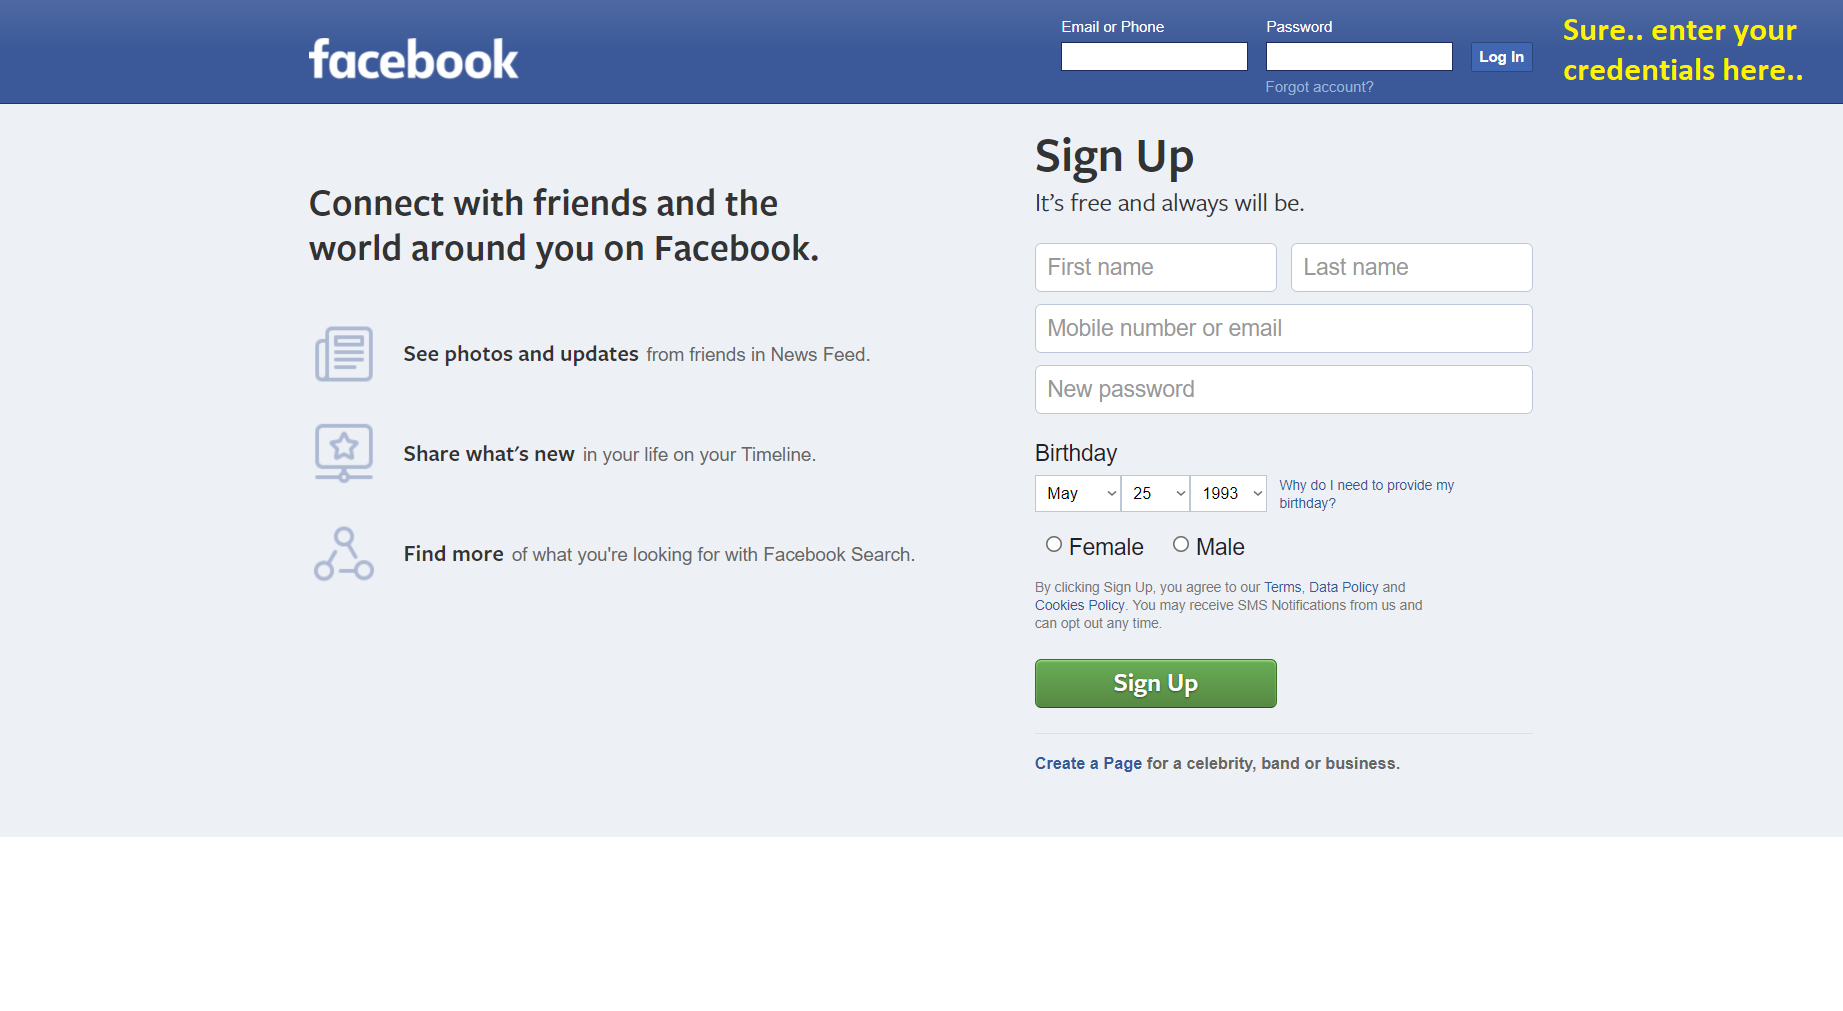 facebook
Email or Phone
Password
Log In
Forgot account?
Sure.. enter your
credentials here..
Connect with friends and the
world around you on Facebook.
See photos and updates from friends in News Feed.
Share what's new in your life on your Timeline.
Find more of what you're looking for with Facebook Search.
Sign Up
It's free and always will be.
First name
Last name
Mobile number or email
New password
Birthday
May 25 1993
Why do I need to provide my
birthday?
Female Male
By clicking Sign Up, you agree to our Terms, Data Policy and
Cookies Policy. You may receive SMS Notifications from us and
can opt out any time.
Sign Up
Create a Page for a celebrity, band or business.